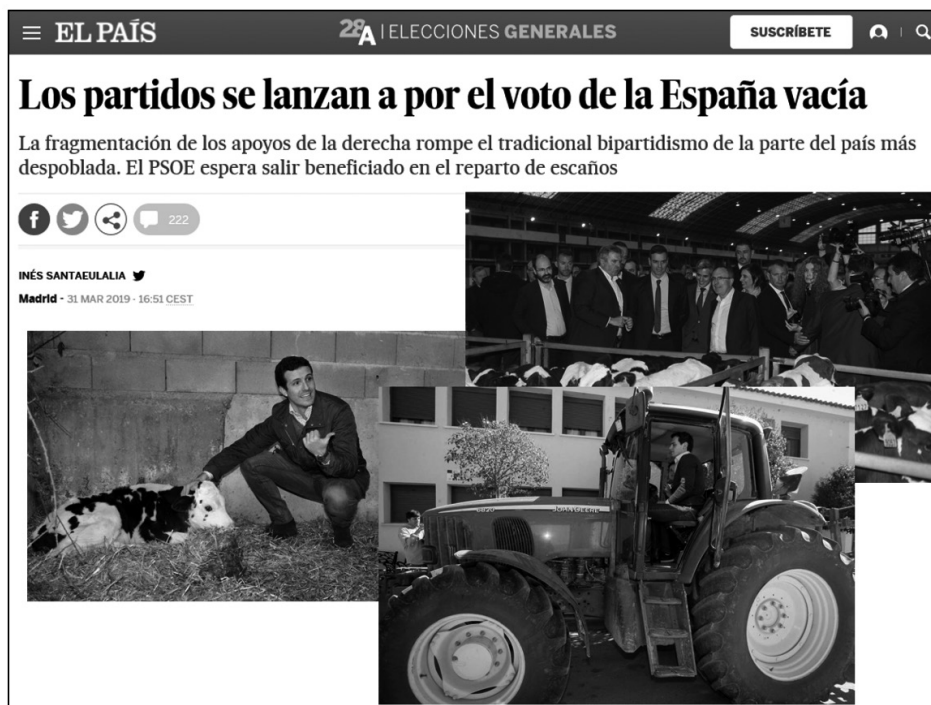 EL PAÍS
28A | ELECCIONES GENERALES
SUSCRÍBETE
Los partidos se lanzan a por el voto de la España vacía
La fragmentación de los apoyos de la derecha rompe el tradicional bipartidismo de la parte del país más
despoblada. El PSOE espera salir beneficiado en el reparto de escaños
222
INÉS SANTAEULALIA
Madrid - 31 MAR 2019 - 16:51 CEST
6820
JOHN DEERE